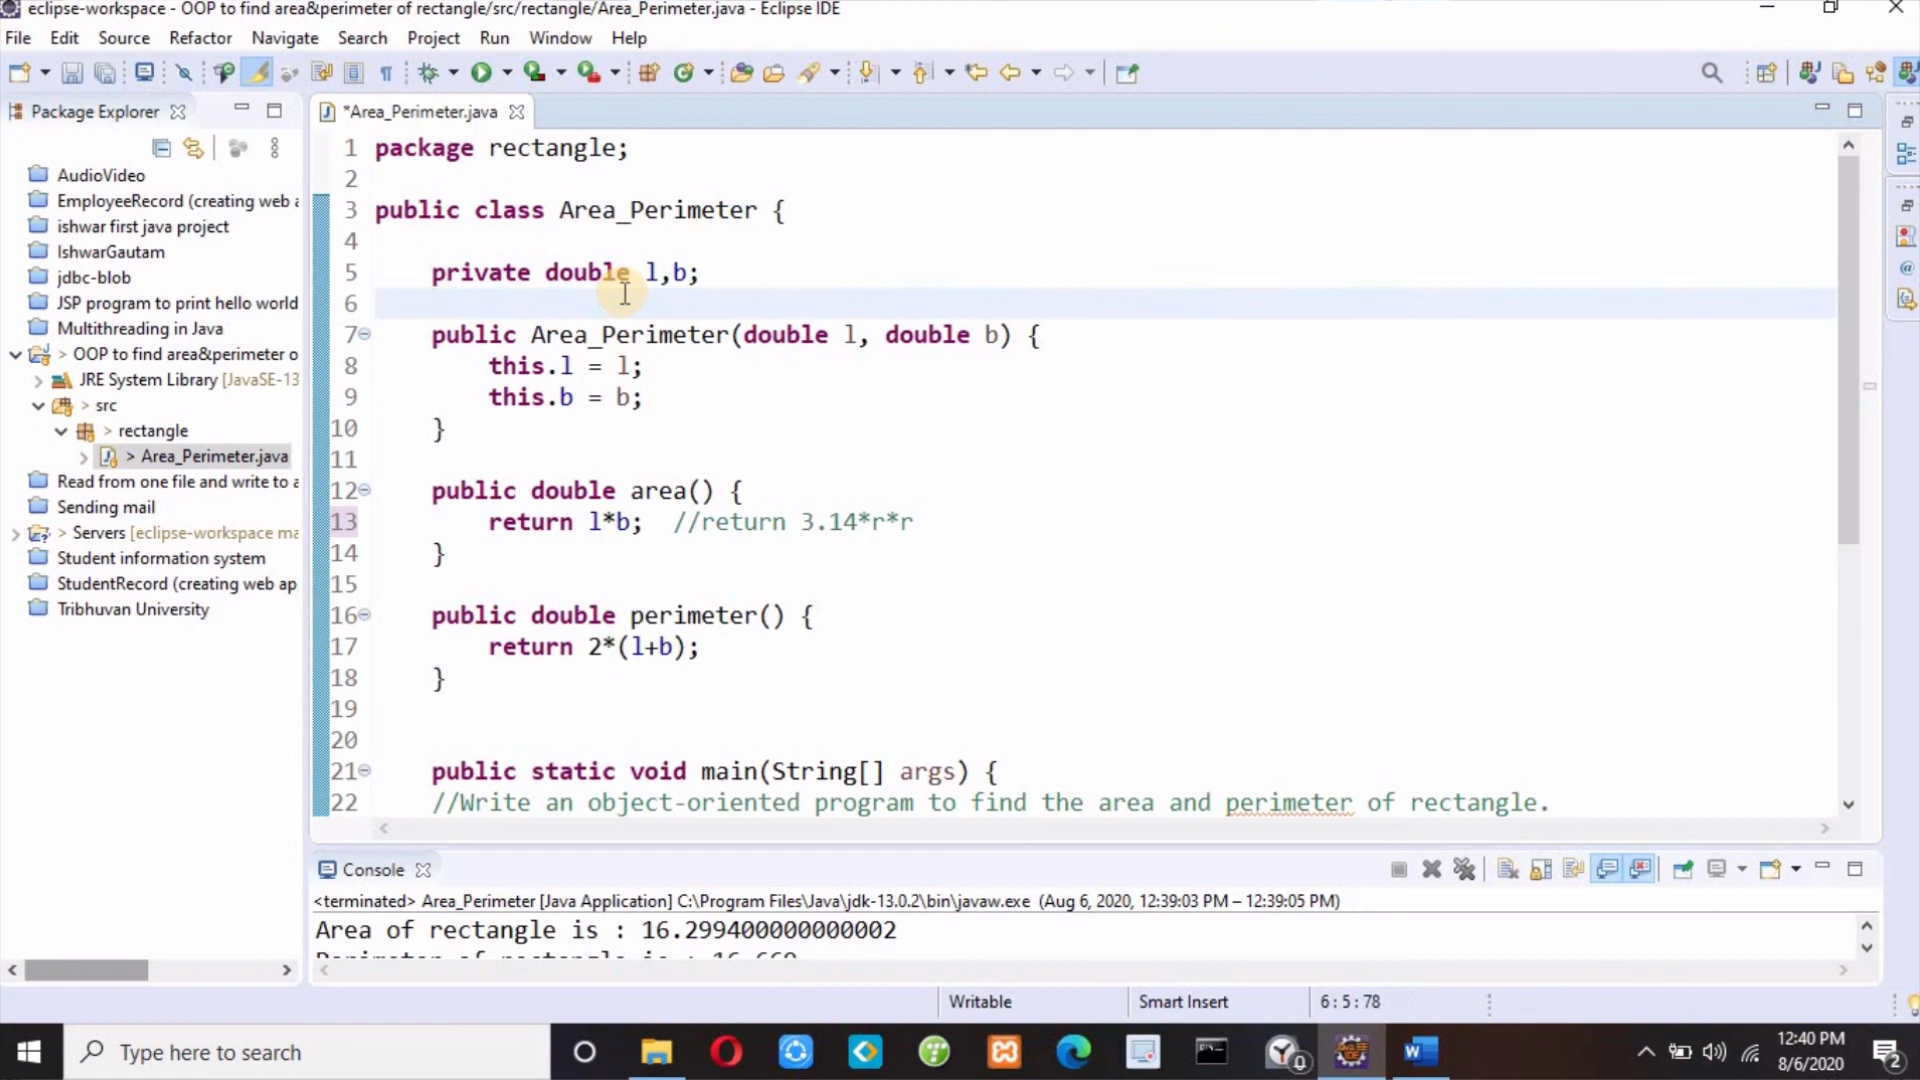 eclipse-workspace - OOP to find area&perimeter of rectangle/src/rectangle/Area_Perimeter.java - Eclipse IDE
File Edit Source Refactor Navigate Search Project Run Window Help
Package Explorer
AudioVideo
EmployeeRecord (creating web a
ishwar first java project
IshwarGautam
jdbc-blob
JSP program to print hello world
Multithreading in Java
> OOP to find area&perimeter o
JRE System Library [JavaSE-13
> src
> rectangle
> Area_Perimeter.java
Read from one file and write to a
Sending mail
> Servers [eclipse-workspace ma
Student information system
StudentRecord (creating web ap
Tribhuvan University
*Area_Perimeter.java
1 package rectangle;
2
3 public class Area_Perimeter {
4
5 private double l,b;
6
7 public Area_Perimeter(double l, double b) {
8 this.l = l;
9 this.b = b;
10 }
11
12 public double area() {
13 return l*b; //return 3.14*r*r
14 }
15
16 public double perimeter() {
17 return 2*(l+b);
18 }
19
20
21 public static void main(String[] args) {
22 //Write an object-oriented program to find the area and perimeter of rectangle.
Console
<terminated> Area_Perimeter [Java Application] C:\Program Files\Java\jdk-13.0.2\bin\javaw.exe (Aug 6, 2020, 12:39:03 PM – 12:39:05 PM)
Area of rectangle is : 16.299400000000002
Perimeter of rectangle is : 16.660
Writable Smart Insert 6 : 5 : 78
Type here to search
12:40 PM
8/6/2020
2